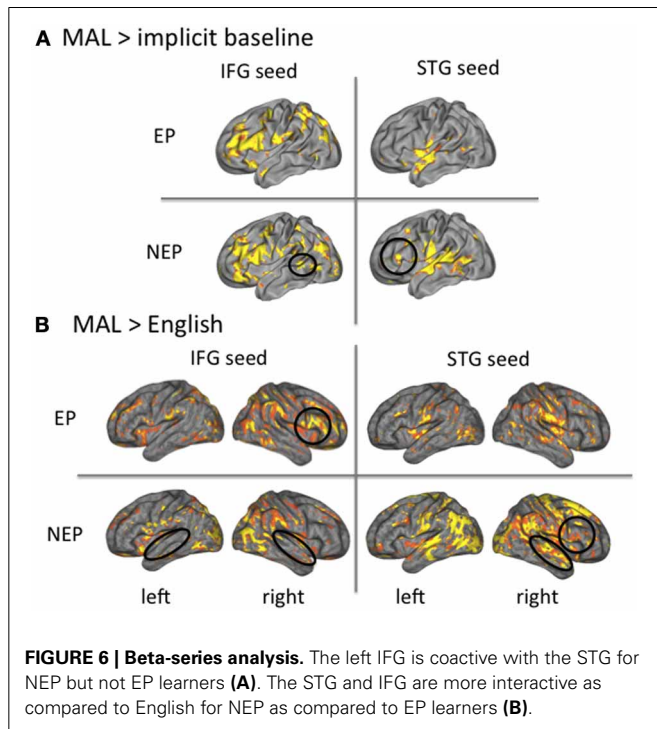 A MAL > implicit baseline
IFG seed STG seed
EP
NEP
B MAL > English
IFG seed STG seed
EP
NEP
left right left right
FIGURE 6 | Beta-series analysis. The left IFG is coactive with the STG for
NEP but not EP learners (A). The STG and IFG are more interactive as
compared to English for NEP as compared to EP learners (B).